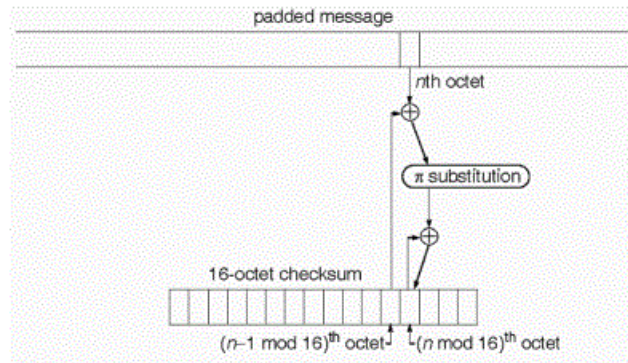 padded message
nth octet
π substitution
16-octet checksum
(n–1 mod 16)th octet (n mod 16)th octet